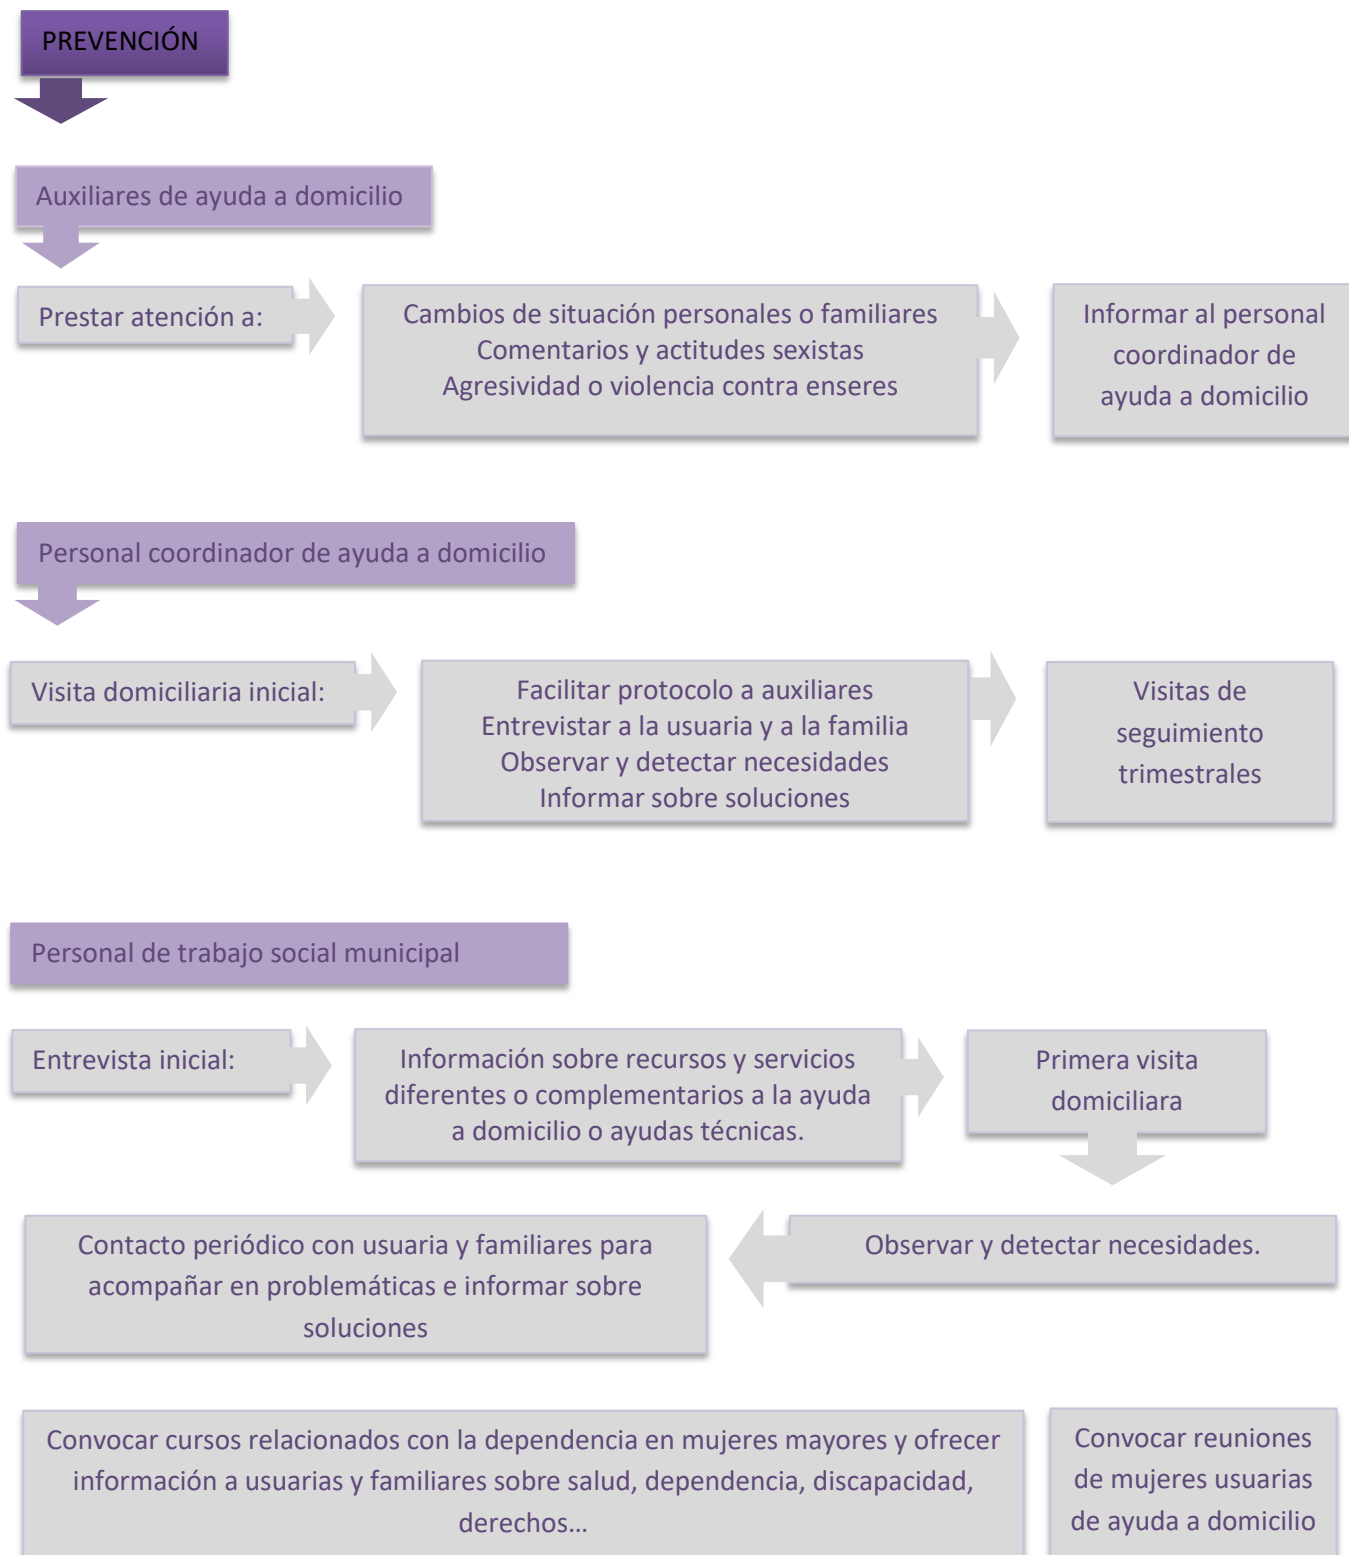 PREVENCIÓN
Auxiliares de ayuda a domicilio
Prestar atención a:
Cambios de situación personales o familiares
Comentarios y actitudes sexistas
Agresividad o violencia contra enseres
Informar al personal
coordinador de
ayuda a domicilio
Personal coordinador de ayuda a domicilio
Visita domiciliaria inicial:
Facilitar protocolo a auxiliares
Entrevistar a la usuaria y a la familia
Observar y detectar necesidades
Informar sobre soluciones
Visitas de
seguimiento
trimestrales
Personal de trabajo social municipal
Entrevista inicial:
Información sobre recursos y servicios
diferentes o complementarios a la ayuda
a domicilio o ayudas técnicas.
Primera visita
domiciliara
Observar y detectar necesidades.
Contacto periódico con usuaria y familiares para
acompañar en problemáticas e informar sobre
soluciones
Convocar cursos relacionados con la dependencia en mujeres mayores y ofrecer
información a usuarias y familiares sobre salud, dependencia, discapacidad,
derechos…
Convocar reuniones
de mujeres usuarias
de ayuda a domicilio